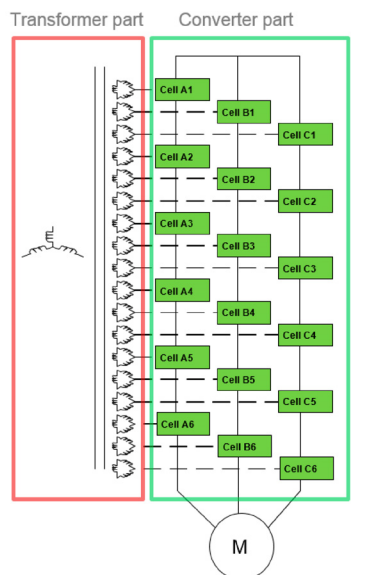 Transformer part Converter part
Cell A1
Cell B1
Cell C1
Cell A2
Cell B2
Cell C2
Cell A3
Cell B3
Cell C3
Cell A4
Cell B4
Cell C4
Cell A5
Cell B5
Cell C5
Cell A6
Cell B6
Cell C6
M